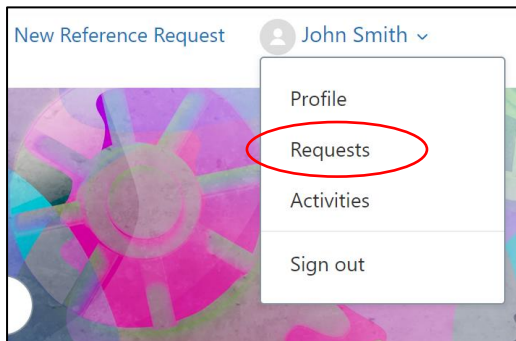 New Reference Request John Smith
Profile
Requests
Activities
Sign out